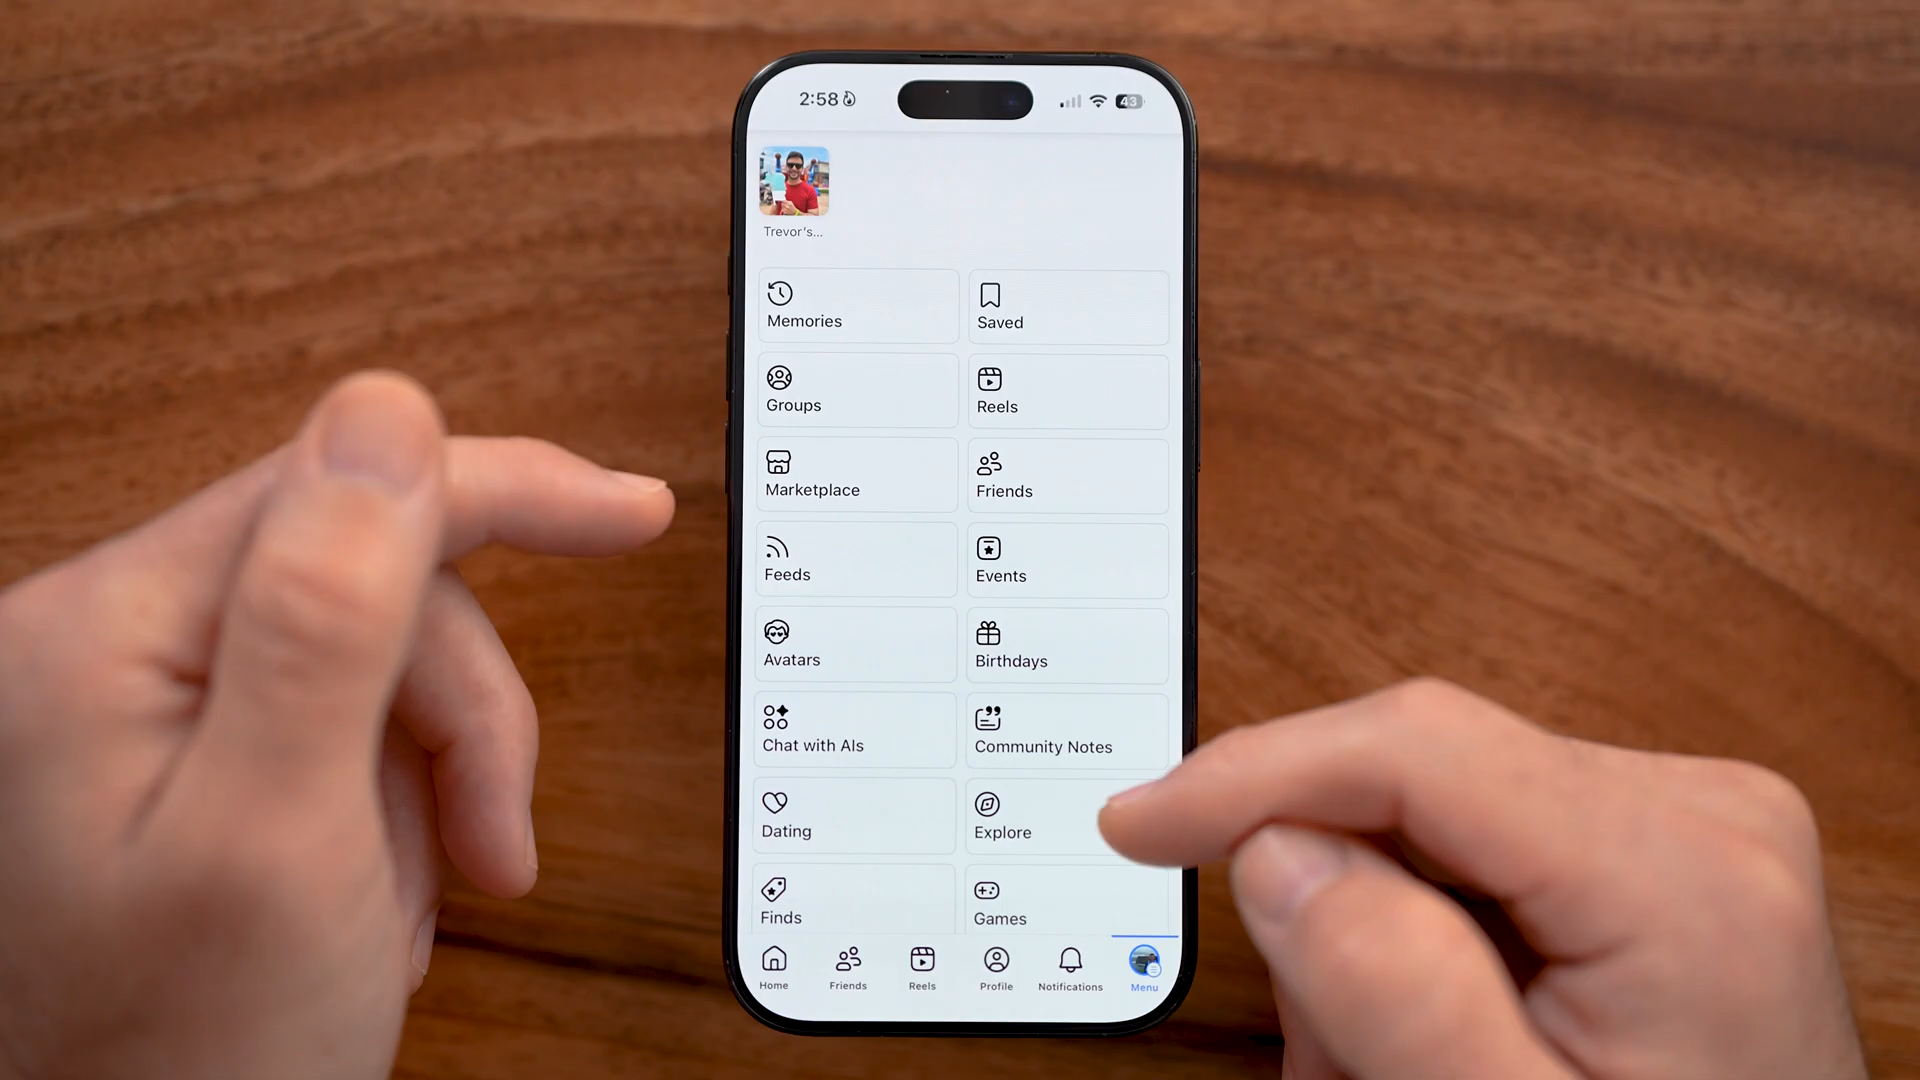 2:58
43
Trevor's...
Memories
Saved
Groups
Reels
Marketplace
Friends
Feeds
Events
Avatars
Birthdays
Chat with AIs
Community Notes
Dating
Explore
Finds
Games
Home
Friends
Reels
Profile
Notifications
Menu